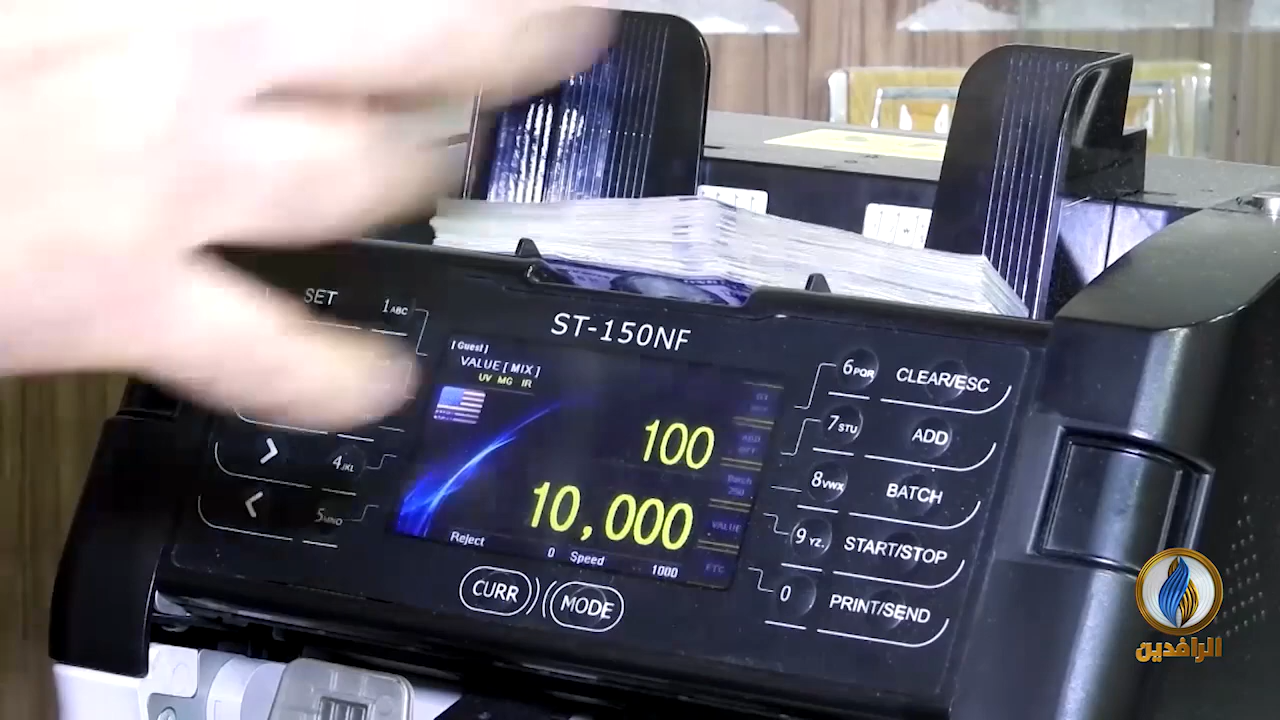 SET
1ABC
ST-150NF
[ Guest ]
VALUE [ MIX ]
UV MG IR
100
10,000
Reject
0 Speed
1000
Batch
250
VALUE
ETC
4JKL
5MNO
CURR
MODE
6PQR
CLEAR/ESC
7STU
ADD
8VWX
BATCH
9YZ.
START/STOP
0
PRINT/SEND
الرافدين